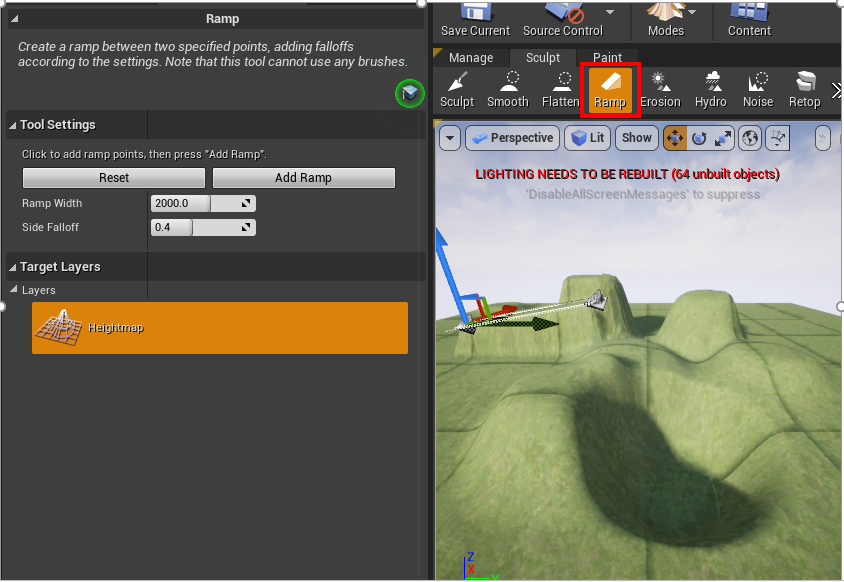 Ramp
Create a ramp between two specified points, adding falloffs
according to the settings. Note that this tool cannot use any brushes.
Tool Settings
Click to add ramp points, then press "Add Ramp".
Reset Add Ramp
Ramp Width 2000.0
Side Falloff 0.4
Target Layers
Layers
Heightmap
Save Current Source Control Modes Content
Manage Sculpt Paint
Sculpt Smooth Flatten Ramp Erosion Hydro Noise Retop
Perspective Lit Show
LIGHTING NEEDS TO BE REBUILT (64 unbuilt objects)
'DisableAllScreenMessages' to suppress
Z
X
Y